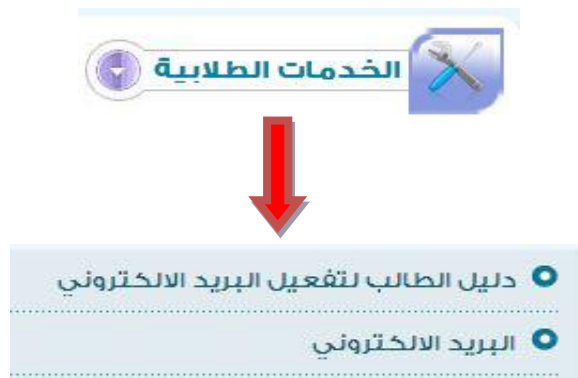 الخدمات الطلابية
دليل الطالب لتفعيل البريد الالكتروني
البريد الالكتروني